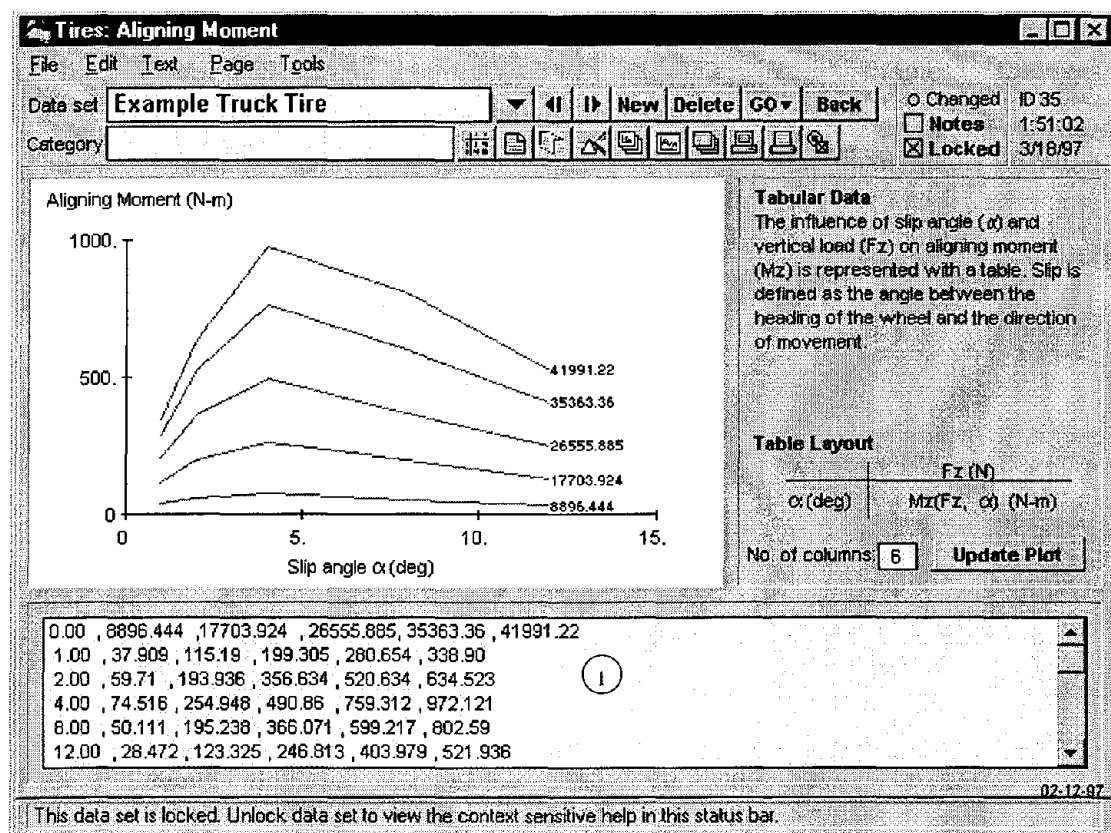 Tires: Aligning Moment
File Edit Text Page Tools
Data set Example Truck Tire New Delete GO Back Changed ID 35
Notes 1:51:02
Category Locked 3/18/97
Aligning Moment (N-m)
1000.
500.
0
0 5. 10. 15.
Slip angle α (deg)
41991.22
35363.36
26555.885
17703.924
8896.444
Tabular Data
The influence of slip angle (α) and
vertical load (Fz) on aligning moment
(Mz) is represented with a table. Slip is
defined as the angle between the
heading of the wheel and the direction
of movement.
Table Layout
Fz (N)
α (deg) Mz(Fz, α) (N-m)
No. of columns: 6 Update Plot
0.00 , 8896.444 ,17703.924 ,26555.885, 35363.36 , 41991.22
1.00 , 37.909 , 115.19 , 199.305 , 280.654 , 338.90
2.00 , 59.71 , 193.936 , 356.634 , 520.634 , 634.523
4.00 , 74.516 , 254.948 , 490.86 , 759.312 , 972.121
8.00 , 50.111 , 195.238 , 366.071 , 599.217 , 802.59
12.00 , 28.472 , 123.325 , 246.813 , 403.979 , 521.936
1
02-12-97
This data set is locked. Unlock data set to view the context sensitive help in this status bar.